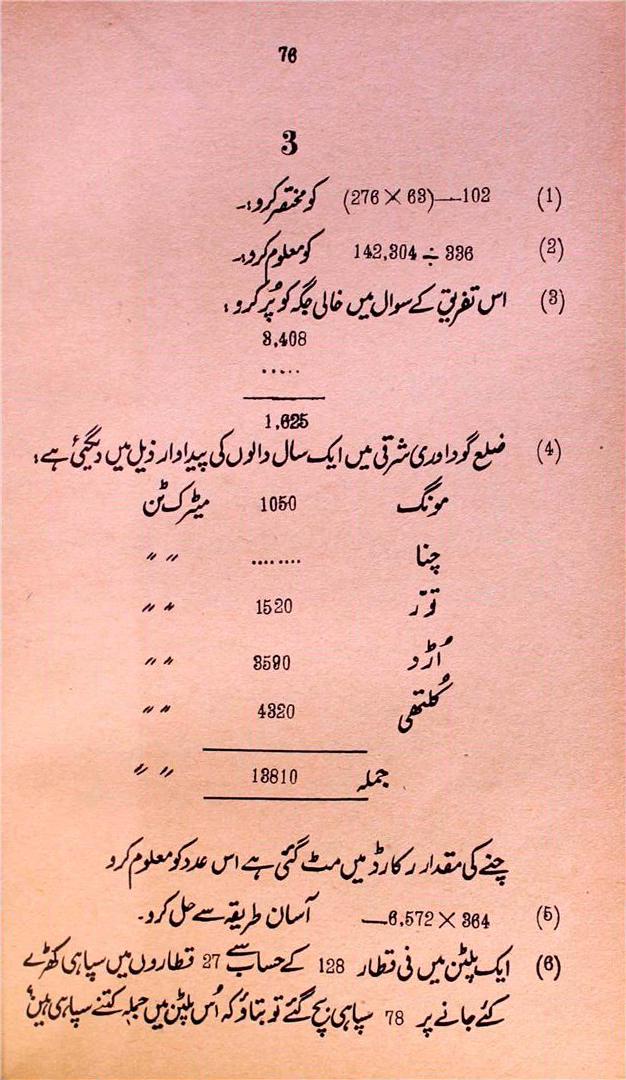 76
3
(1) (276 × 63)—102 کو مختصر کرو :-
(2) 142,304 ÷ 336 کو معلوم کرو :-
(3) اس تفریق کے سوال میں خالی جگہ کو پُر کرو :
3,408
.....
1,625
(4) ضلع گوداوری شرقی میں ایک سال دالوں کی پیداوار ذیل میں دیگئی ہے :
مونگ 1050 میٹرک ٹن
چنا ........ 〃 〃
توّر 1520 〃 〃
اُڑد 3590 〃 〃
کُلتھی 4320 〃 〃
جملہ 13810 〃 〃
چنے کی مقدار رکارڈ میں مٹ گئی ہے اس عدد کو معلوم کرو
(5) 6,572 × 364— آسان طریقہ سے حل کرو۔
(6) ایک پلٹن میں فی قطار 128 کے حساب سے 27 قطاروں میں سپاہی کھڑے
کئے جانے پر 78 سپاہی بچ گئے تو بتاؤ کہ اُس پلٹن میں جملہ کتنے سپاہی ہیں؟